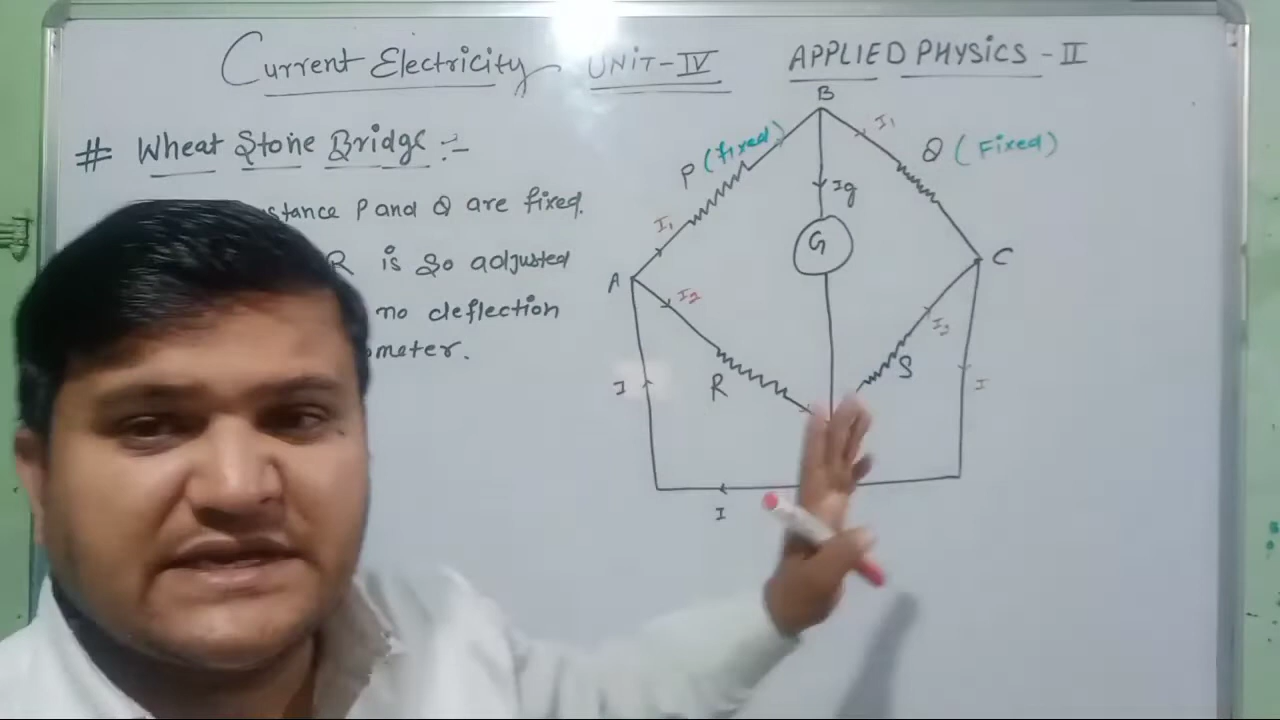 Current Electricity UNIT-IV APPLIED PHYSICS - II
# Wheat Stone Bridge :-
stance P and Q are fixed.
R is so adjusted
no deflection
ometer.
B
P (fixed)
I1
Q (Fixed)
Ig
G
I1
A
C
I2
I2
R
S
I
I
I